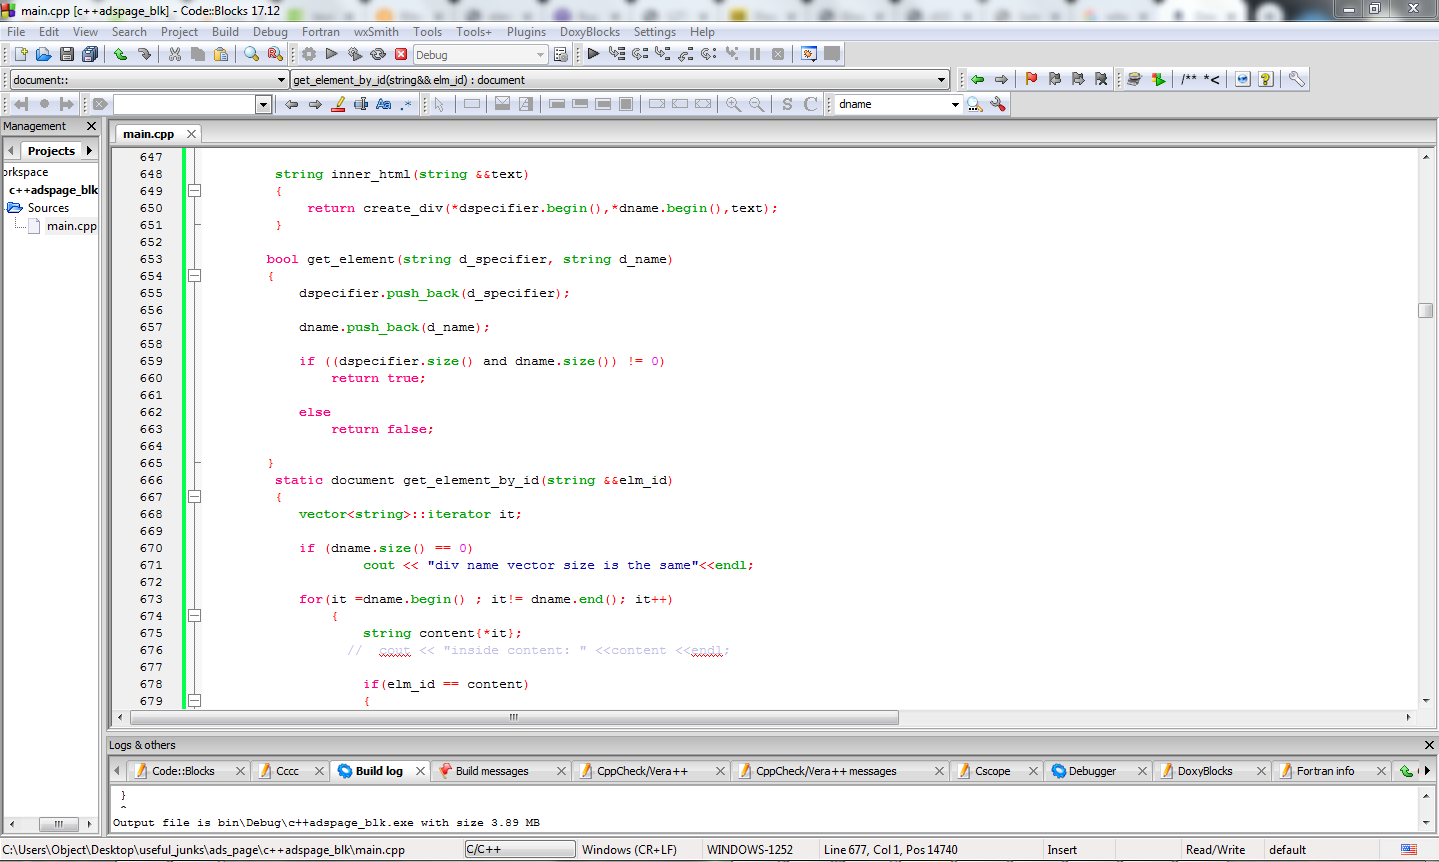 main.cpp [c++adspage_blk] - Code::Blocks 17.12
File Edit View Search Project Build Debug Fortran wxSmith Tools Tools+ Plugins DoxyBlocks Settings Help
Debug
document:: get_element_by_id(string&& elm_id) : document
/** *<
Aa .* S C dname
Management
main.cpp
Projects
orkspace
c++adspage_blk
Sources
main.cpp
647
648 string inner_html(string &&text)
649 {
650 return create_div(*dspecifier.begin(),*dname.begin(),text);
651 }
652
653 bool get_element(string d_specifier, string d_name)
654 {
655 dspecifier.push_back(d_specifier);
656
657 dname.push_back(d_name);
658
659 if ((dspecifier.size() and dname.size()) != 0)
660 return true;
661
662 else
663 return false;
664
665 }
666 static document get_element_by_id(string &&elm_id)
667 {
668 vector<string>::iterator it;
669
670 if (dname.size() == 0)
671 cout << "div name vector size is the same"<<endl;
672
673 for(it =dname.begin() ; it!= dname.end(); it++)
674 {
675 string content{*it};
676 // cout << "inside content: " <<content <<endl;
677
678 if(elm_id == content)
679 {
Logs & others
Code::Blocks Cccc Build log Build messages CppCheck/Vera++ CppCheck/Vera++ messages Cscope Debugger DoxyBlocks Fortran info
}
Output file is bin\Debug\c++adspage_blk.exe with size 3.89 MB
C:\Users\Object\Desktop\useful_junks\ads_page\c++adspage_blk\main.cpp C/C++ Windows (CR+LF) WINDOWS-1252 Line 677, Col 1, Pos 14740 Insert Read/Write default